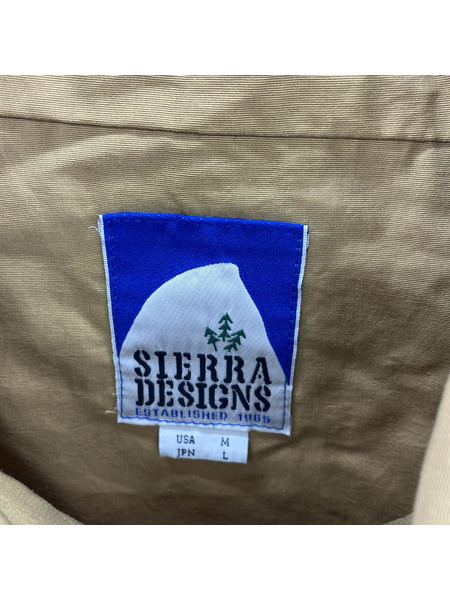 SIERRA
DESIGNS
ESTABLISHED 1965
USA M
JPN L